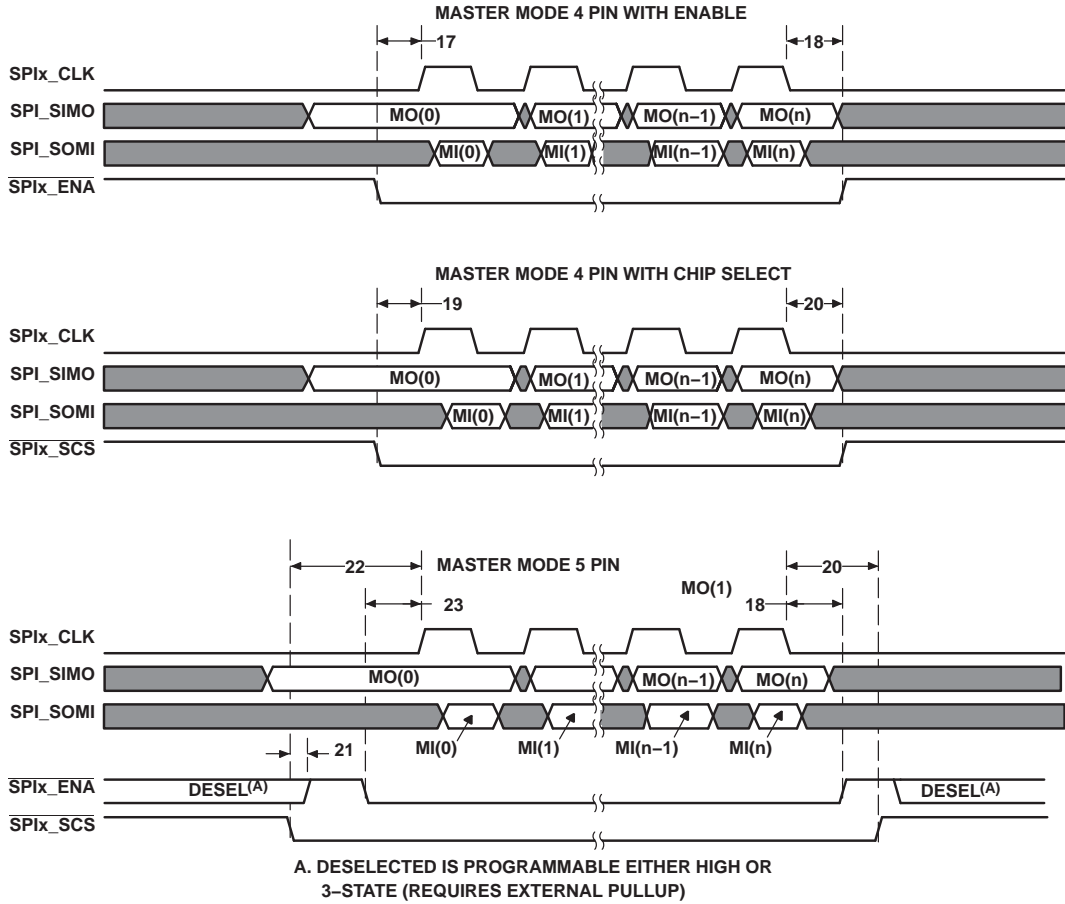 MASTER MODE 4 PIN WITH ENABLE
17
18
SPIx_CLK
SPI_SIMO
MO(0)
MO(1)
MO(n−1)
MO(n)
SPI_SOMI
MI(0)
MI(1)
MI(n−1)
MI(n)
SPIx_ENA
MASTER MODE 4 PIN WITH CHIP SELECT
19
20
SPIx_CLK
SPI_SIMO
MO(0)
MO(1)
MO(n−1)
MO(n)
SPI_SOMI
MI(0)
MI(1)
MI(n−1)
MI(n)
SPIx_SCS
22
MASTER MODE 5 PIN
20
MO(1)
23
18
SPIx_CLK
SPI_SIMO
MO(0)
MO(n−1)
MO(n)
SPI_SOMI
MI(0)
MI(1)
MI(n−1)
MI(n)
21
SPIx_ENA
DESEL(A)
DESEL(A)
SPIx_SCS
A. DESELECTED IS PROGRAMMABLE EITHER HIGH OR
3−STATE (REQUIRES EXTERNAL PULLUP)